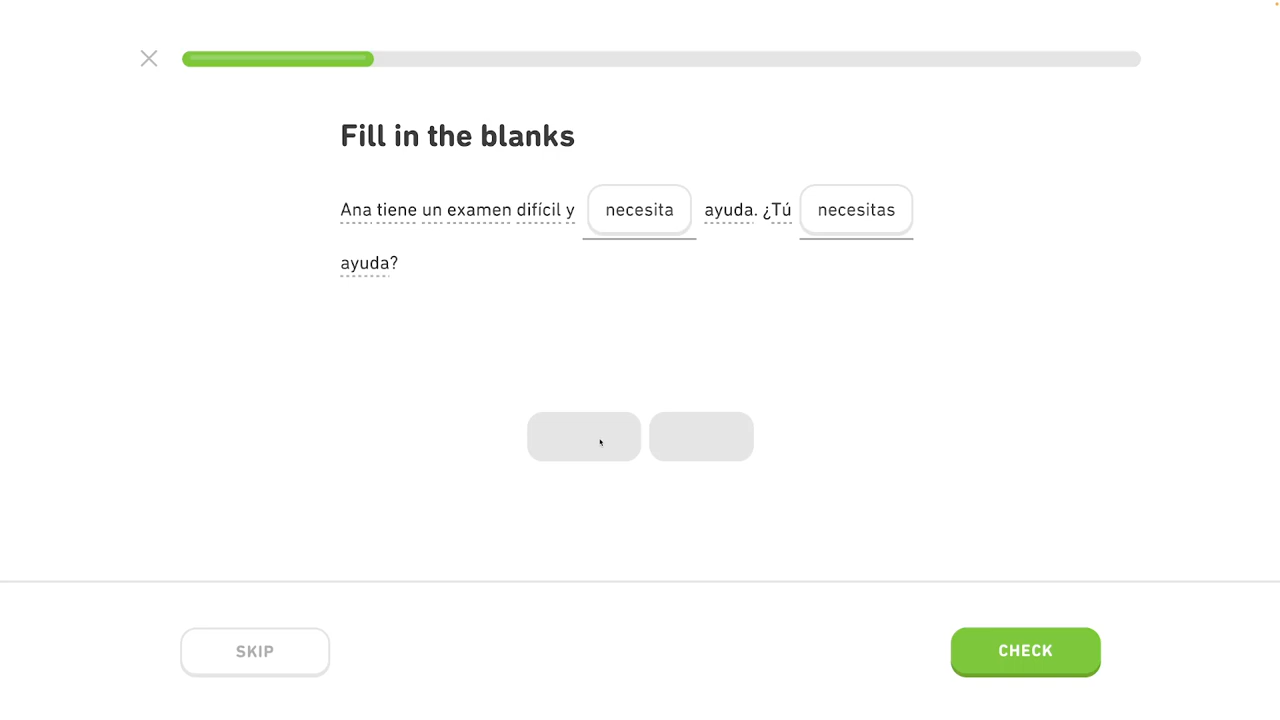 Fill in the blanks
Ana tiene un examen difícil y necesita ayuda. ¿Tú necesitas
ayuda?
SKIP
CHECK